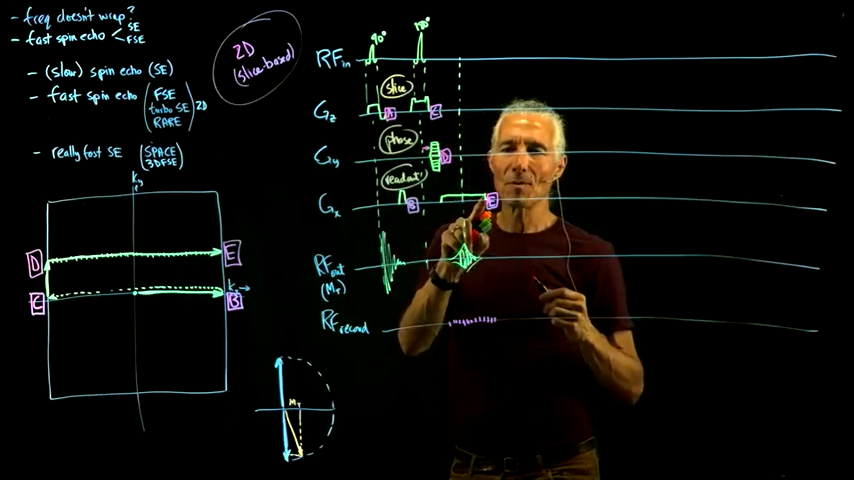 - freq doesn't wrap?
- fast spin echo < SE
FSE
- (slow) spin echo (SE)
- fast spin echo (FSE
turbo SE
RARE) 2D
- really fast SE (SPACE
3DFSE)
2D
(slice-based)
90°
180°
RFin
slice
Gz
A
C
phase
Gy
D
readout
Gx
B
E
RFout
(MT)
RFrecord
ky
D
E
kx
C
B
MT